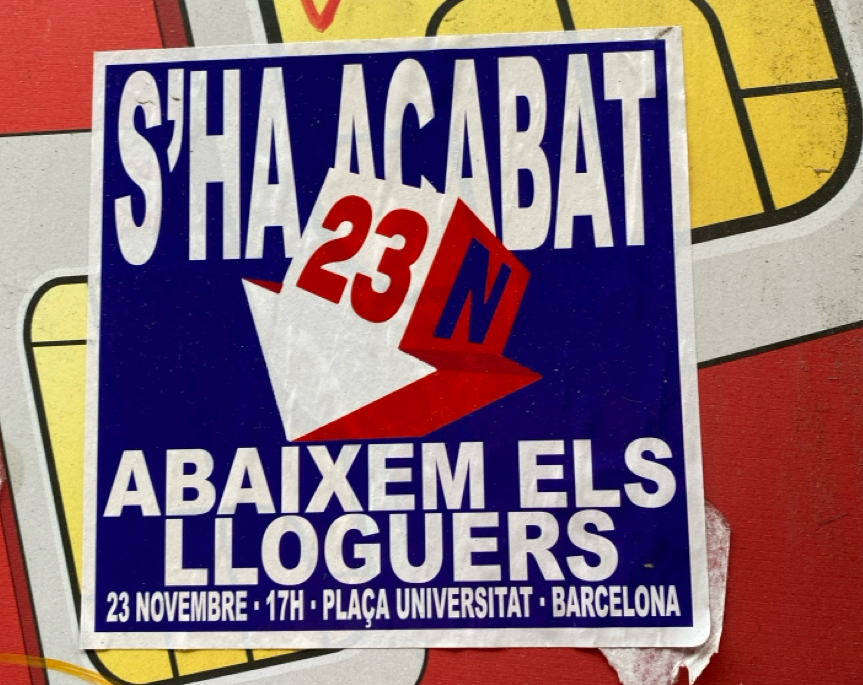 S'HA ACABAT
23 N
ABAIXEM ELS
LLOGUERS
23 NOVEMBRE · 17H · PLAÇA UNIVERSITAT · BARCELONA